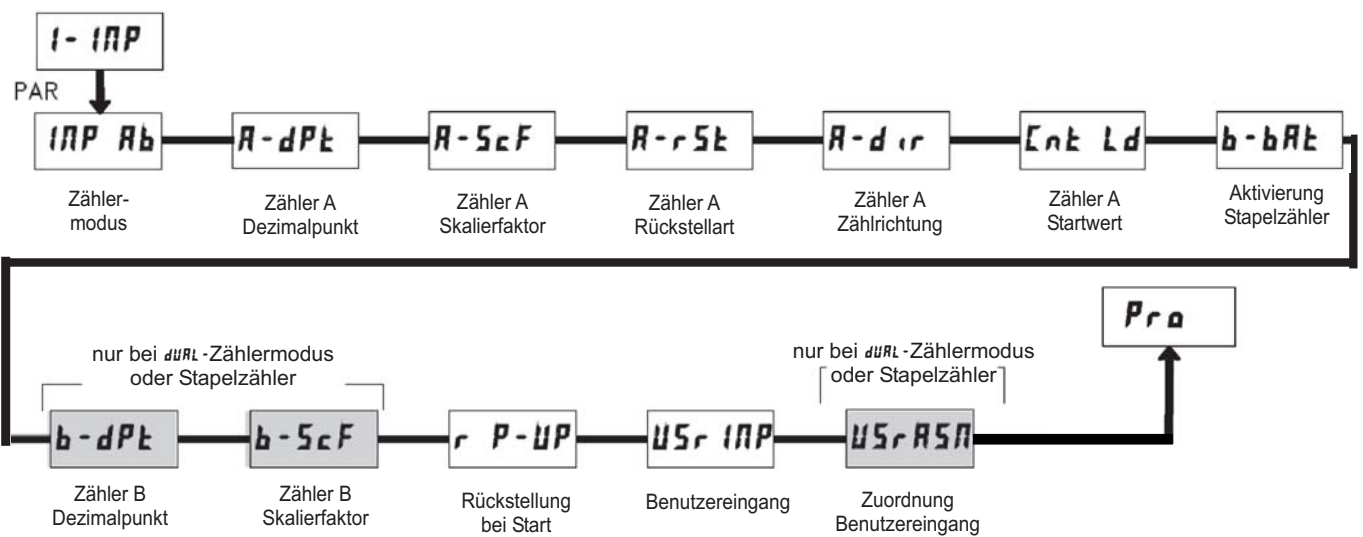 1-INP
PAR
INP Ab
A-dPt
A-ScF
A-rSt
A-dir
Cnt Ld
b-bAt
Zähler-
modus
Zähler A
Dezimalpunkt
Zähler A
Skalierfaktor
Zähler A
Rückstellart
Zähler A
Zählrichtung
Zähler A
Startwert
Aktivierung
Stapelzähler
Pro
nur bei dUAL-Zählermodus
oder Stapelzähler
nur bei dUAL-Zählermodus
oder Stapelzähler
b-dPt
b-ScF
r P-UP
USr INP
USrASN
Zähler B
Dezimalpunkt
Zähler B
Skalierfaktor
Rückstellung
bei Start
Benutzereingang
Zuordnung
Benutzereingang